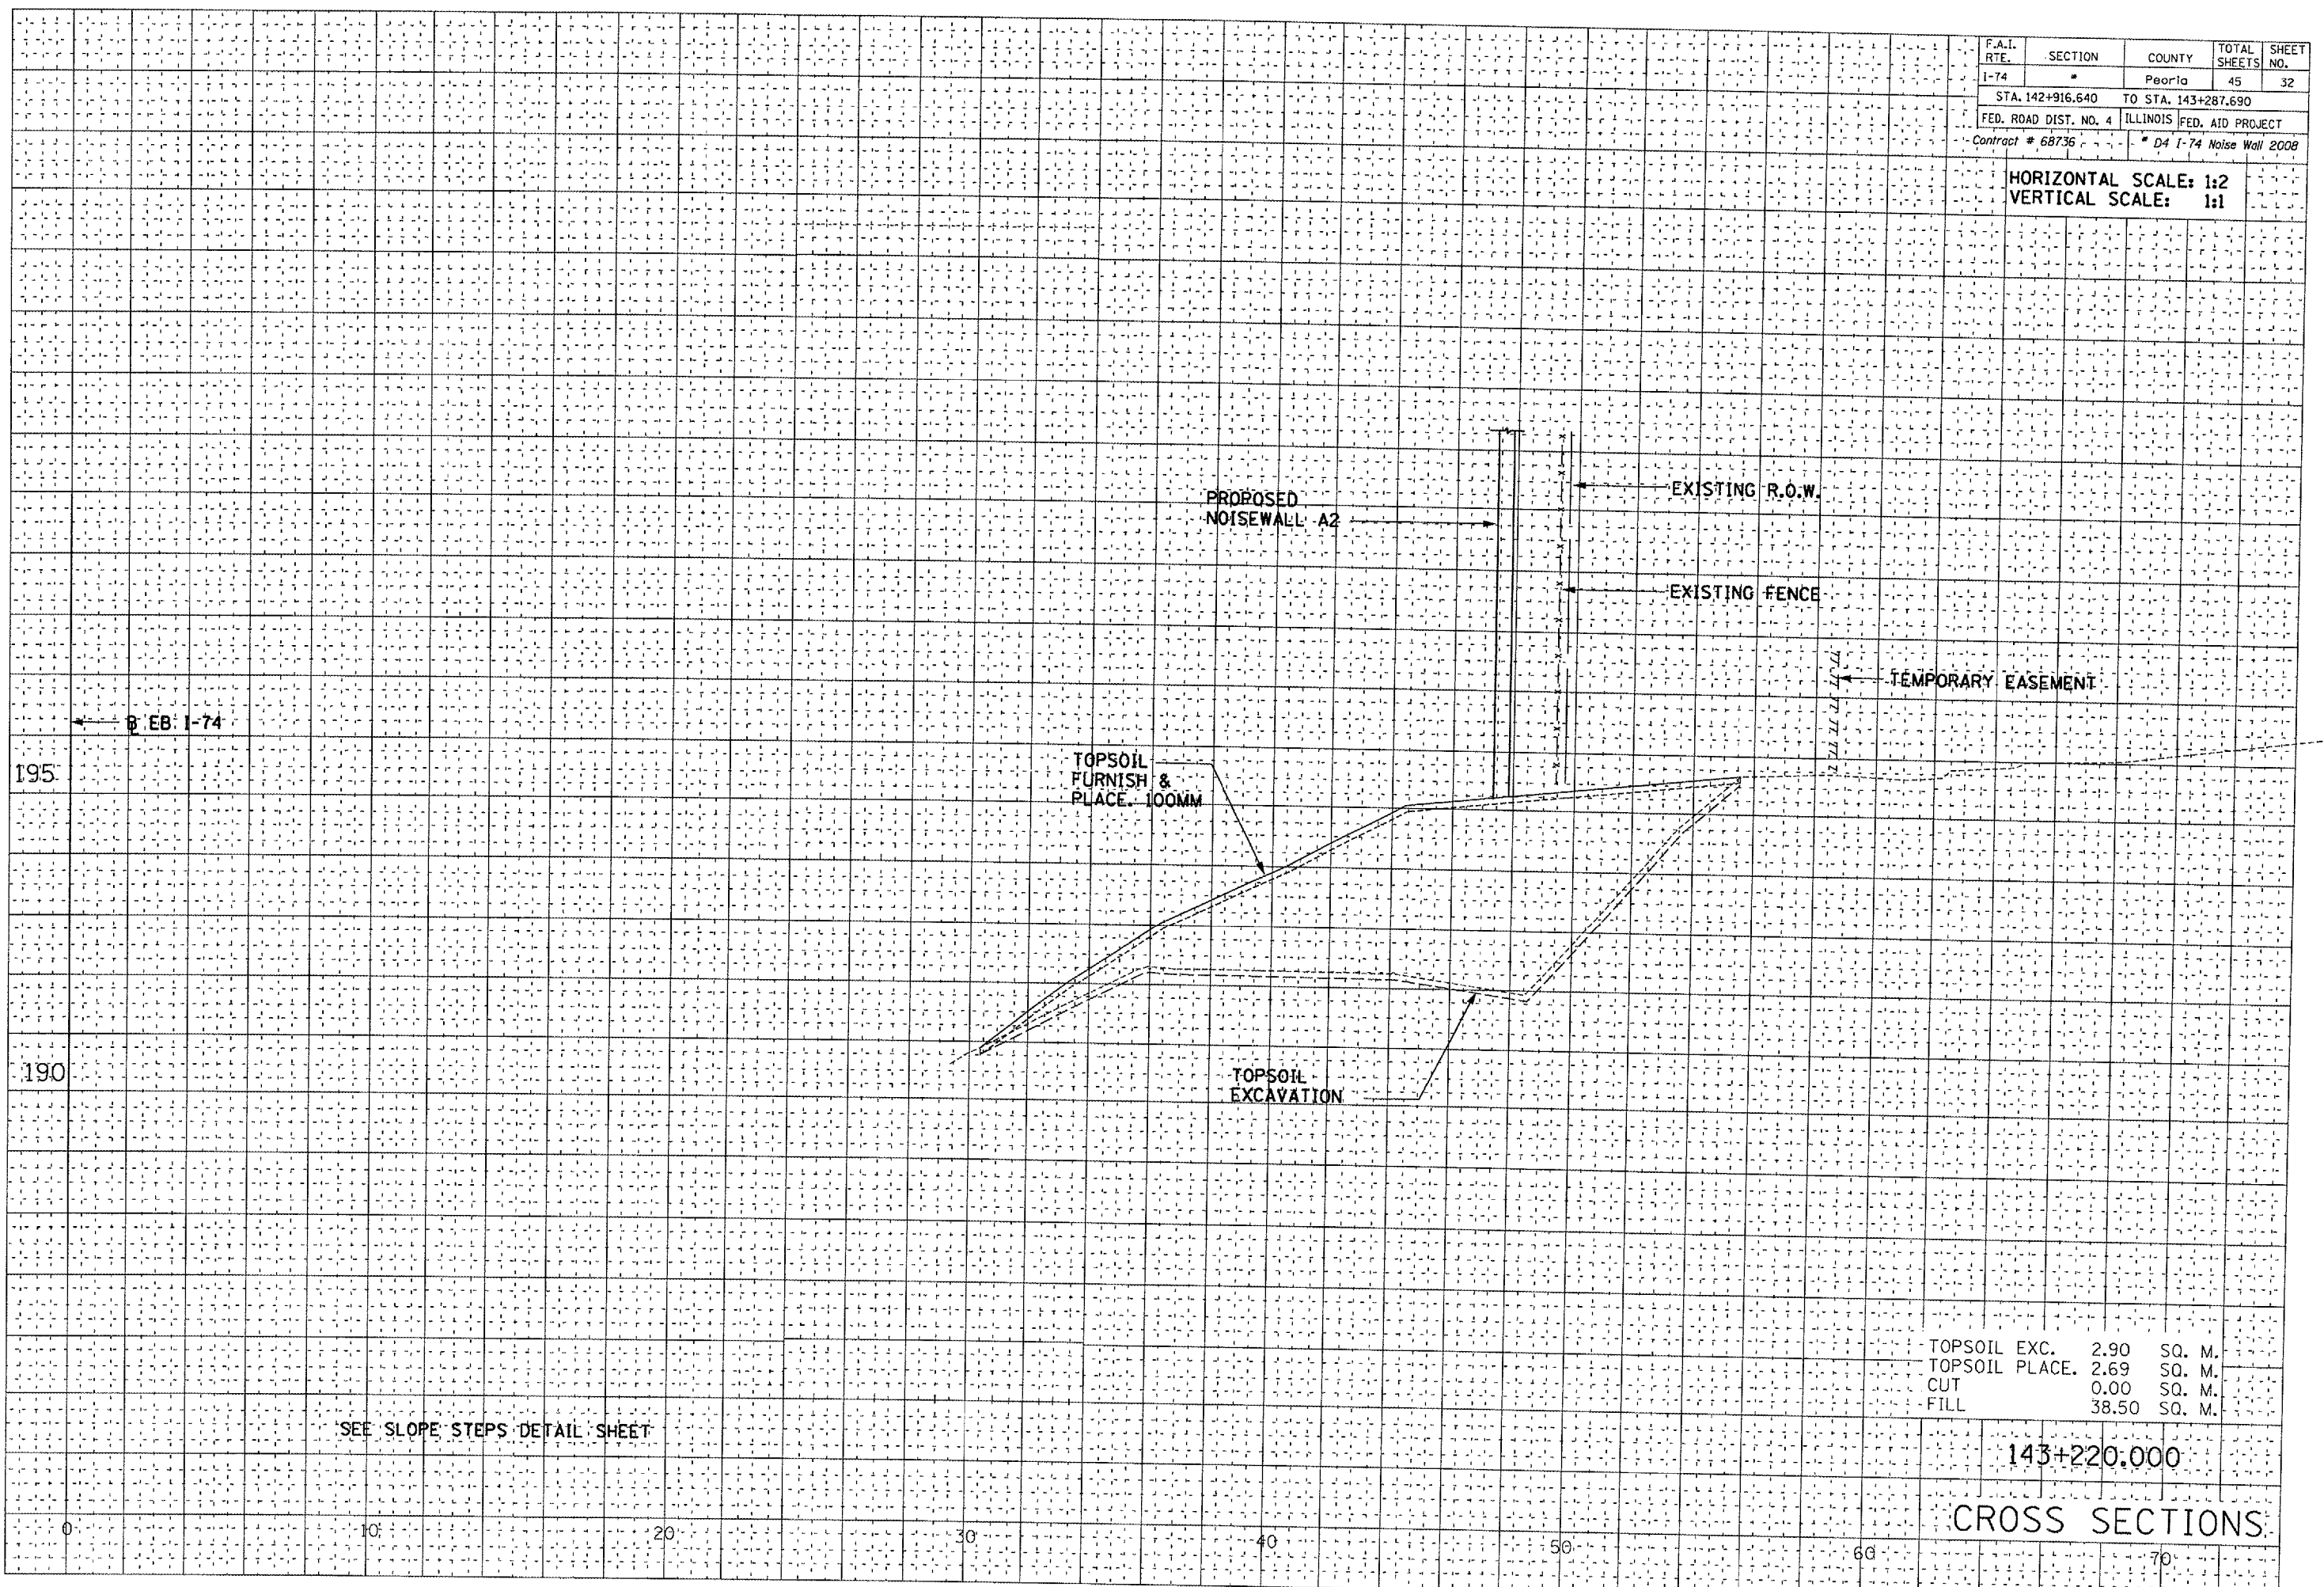 F.A.I. RTE. SECTION COUNTY TOTAL SHEETS SHEET NO.
I-74 * Peoria 45 32
STA. 142+916.640 TO STA. 143+287.690
FED. ROAD DIST. NO. 4 ILLINOIS FED. AID PROJECT
Contract # 68736 * D4 I-74 Noise Wall 2008
HORIZONTAL SCALE: 1:2
VERTICAL SCALE: 1:1
PROPOSED
NOISEWALL A2
EXISTING R.O.W.
EXISTING FENCE
TEMPORARY EASEMENT
B EB I-74
L
195
TOPSOIL
FURNISH &
PLACE. 100MM
190
TOPSOIL
EXCAVATION
TOPSOIL EXC. 2.90 SQ. M.
TOPSOIL PLACE. 2.69 SQ. M.
CUT 0.00 SQ. M.
FILL 38.50 SQ. M.
SEE SLOPE STEPS DETAIL SHEET
143+220.000
CROSS SECTIONS
0 10 20 30 40 50 60 70